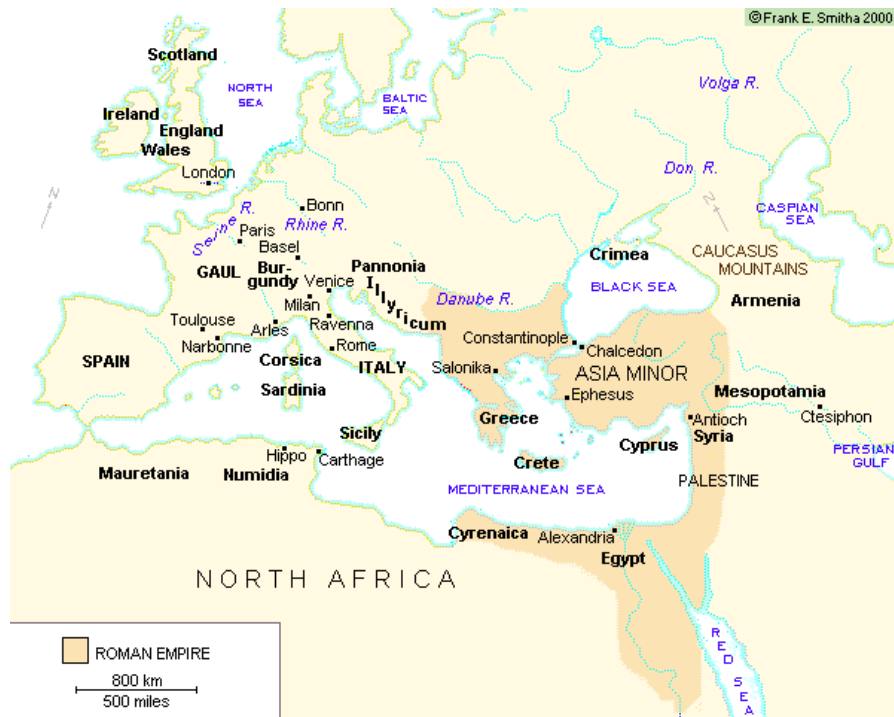 ©Frank E. Smitha 2000
Scotland
NORTH
SEA
BALTIC
SEA
Volga R.
Ireland
England
Wales
London
Don R.
N
N
CASPIAN
SEA
Bonn
Seine R.
Rhine R.
Paris
Basel
CAUCASUS
MOUNTAINS
Crimea
GAUL
Bur-
gundy
Venice
Pannonia
Illyricum
Milan
Danube R.
BLACK SEA
Armenia
Toulouse
Arles
Ravenna
Narbonne
Rome
Constantinople
Chalcedon
SPAIN
Corsica
ITALY
Salonika
ASIA MINOR
Sardinia
Ephesus
Mesopotamia
Ctesiphon
Greece
Antioch
Syria
Sicily
Cyprus
Hippo
Carthage
PERSIAN
GULF
Mauretania
Numidia
Crete
PALESTINE
MEDITERRANEAN SEA
Cyrenaica
Alexandria
Egypt
NORTH AFRICA
RED SEA
ROMAN EMPIRE
800 km
500 miles